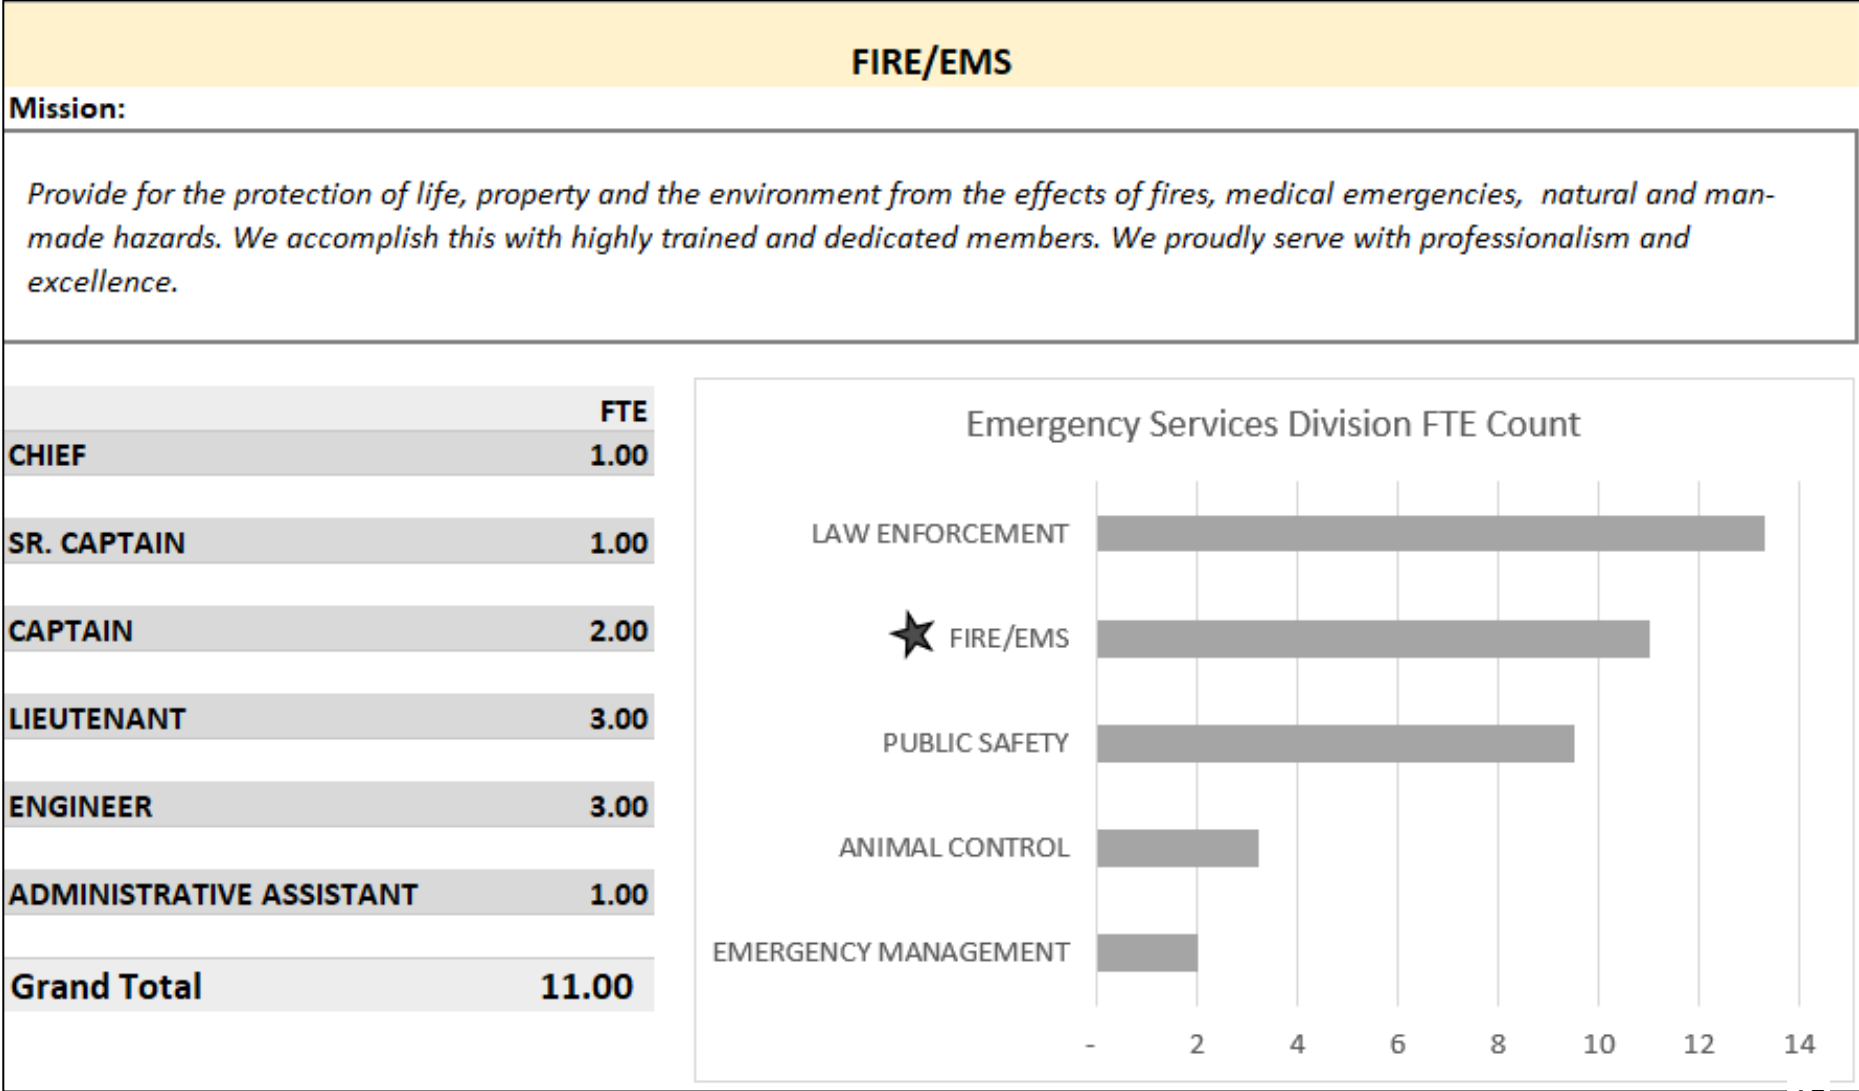 FIRE/EMS
Mission:
Provide for the protection of life, property and the environment from the effects of fires, medical emergencies,  natural and man-
made hazards. We accomplish this with highly trained and dedicated members. We proudly serve with professionalism and
excellence.
FTE
CHIEF 1.00
SR. CAPTAIN 1.00
CAPTAIN 2.00
LIEUTENANT 3.00
ENGINEER 3.00
ADMINISTRATIVE ASSISTANT 1.00
Grand Total 11.00
Emergency Services Division FTE Count
LAW ENFORCEMENT
FIRE/EMS
PUBLIC SAFETY
ANIMAL CONTROL
EMERGENCY MANAGEMENT
- 2 4 6 8 10 12 14